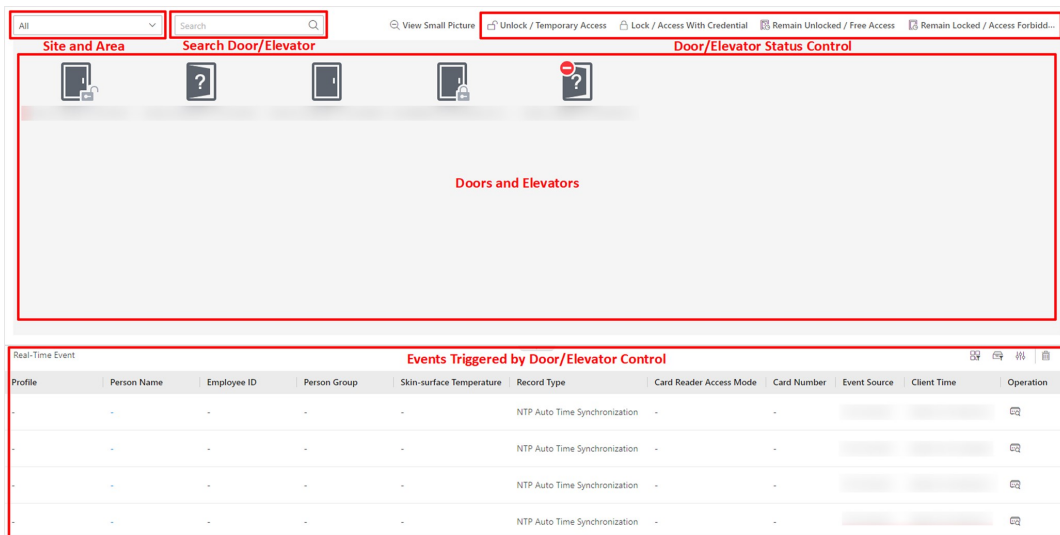 All
Search
View Small Picture
Unlock / Temporary Access
Lock / Access With Credential
Remain Unlocked / Free Access
Remain Locked / Access Forbidd...
Site and Area
Search Door/Elevator
Door/Elevator Status Control
?
?
Doors and Elevators
Real-Time Event
Events Triggered by Door/Elevator Control
Profile Person Name Employee ID Person Group Skin-surface Temperature Record Type Card Reader Access Mode Card Number Event Source Client Time Operation
- - - - - NTP Auto Time Synchronization - -
- - - - - NTP Auto Time Synchronization - -
- - - - - NTP Auto Time Synchronization - -
- - - - - NTP Auto Time Synchronization - -